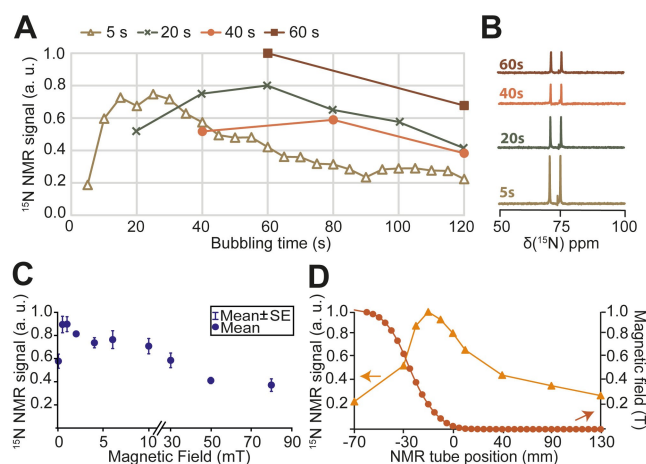 A
5 s 20 s 40 s 60 s
¹⁵N NMR signal (a. u.)
1.0
0.8
0.6
0.4
0.2
0.0
0 20 40 60 80 100 120
Bubbling time (s)
B
60s
40s
20s
5s
50 75 100
δ(¹⁵N) ppm
C
¹⁵N NMR signal (a. u.)
1.0
0.8
0.6
0.4
0.2
Mean±SE
Mean
0 5 10 30 50 70 90
Magnetic Field (mT)
D
¹⁵N NMR signal (a. u.)
1.0
0.8
0.6
0.4
0.2
1.0
0.8
0.6
0.4
0.2
Magnetic field (T)
-70 -30 0 40 90 130
NMR tube position (mm)